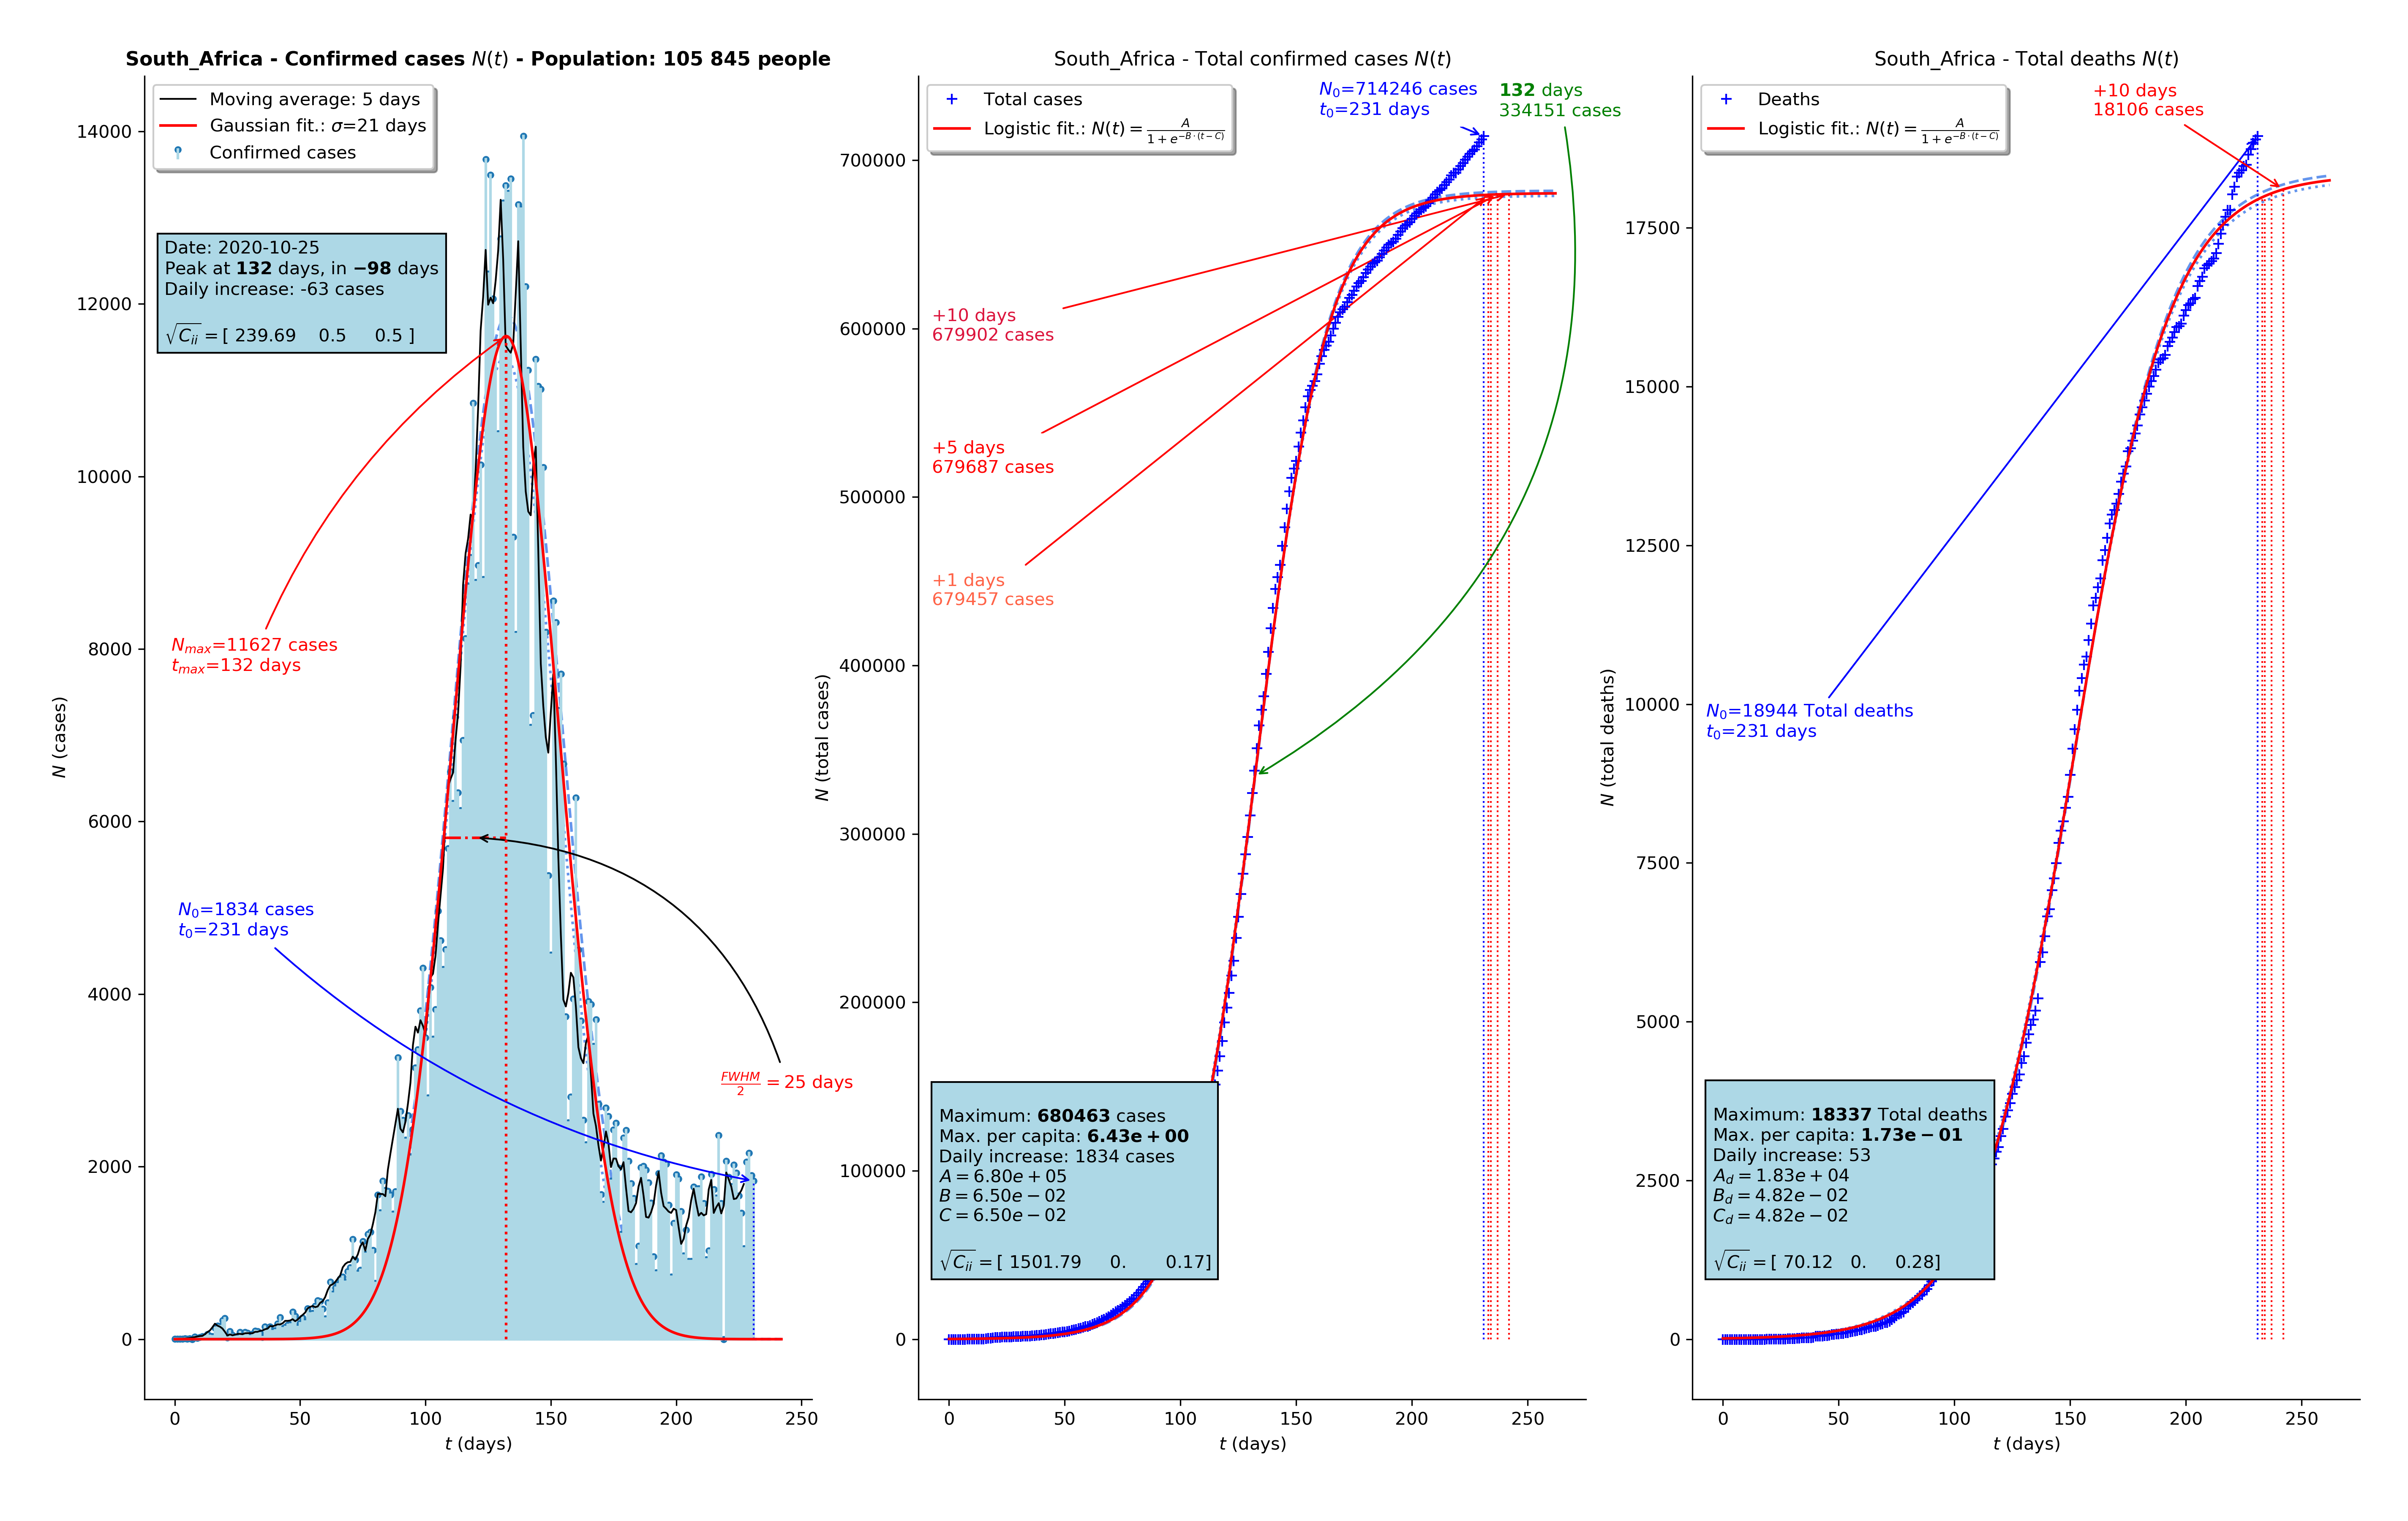 South_Africa - Confirmed cases N(t) - Population: 105 845 people
Moving average: 5 days
Gaussian fit.: σ=21 days
Confirmed cases
Date: 2020-10-25
Peak at 132 days, in −98 days
Daily increase: -63 cases
√C_ii = [ 239.69 0.5 0.5 ]
N_max=11627 cases
t_max=132 days
N_0=1834 cases
t_0=231 days
FWHM/2 = 25 days
N (cases)
14000
12000
10000
8000
6000
4000
2000
0
0 50 100 150 200 250
t (days)
South_Africa - Total confirmed cases N(t)
Total cases
Logistic fit.: N(t) = A/(1 + e^{−B·(t−C)})
N_0=714246 cases
t_0=231 days
132 days
334151 cases
+10 days
679902 cases
+5 days
679687 cases
+1 days
679457 cases
Maximum: 680463 cases
Max. per capita: 6.43e + 00
Daily increase: 1834 cases
A = 6.80e + 05
B = 6.50e − 02
C = 6.50e − 02
√C_ii = [ 1501.79 0. 0.17]
N (total cases)
700000
600000
500000
400000
300000
200000
100000
0
0 50 100 150 200 250
t (days)
South_Africa - Total deaths N(t)
Deaths
Logistic fit.: N(t) = A/(1 + e^{−B·(t−C)})
+10 days
18106 cases
N_0=18944 Total deaths
t_0=231 days
Maximum: 18337 Total deaths
Max. per capita: 1.73e − 01
Daily increase: 53
A_d = 1.83e + 04
B_d = 4.82e − 02
C_d = 4.82e − 02
√C_ii = [ 70.12 0. 0.28]
N (total deaths)
17500
15000
12500
10000
7500
5000
2500
0
0 50 100 150 200 250
t (days)